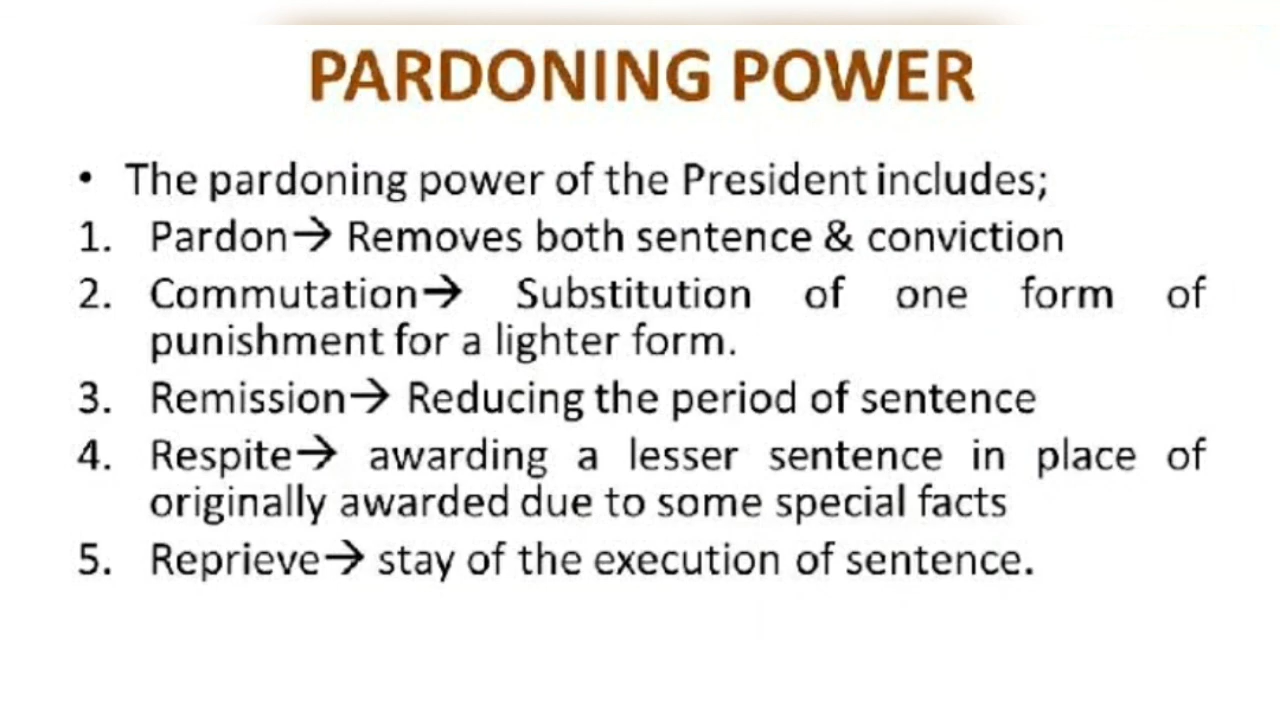 PARDONING POWER
• The pardoning power of the President includes;
1. Pardon→ Removes both sentence & conviction
2. Commutation→ Substitution of one form of
punishment for a lighter form.
3. Remission→ Reducing the period of sentence
4. Respite→ awarding a lesser sentence in place of
originally awarded due to some special facts
5. Reprieve→ stay of the execution of sentence.